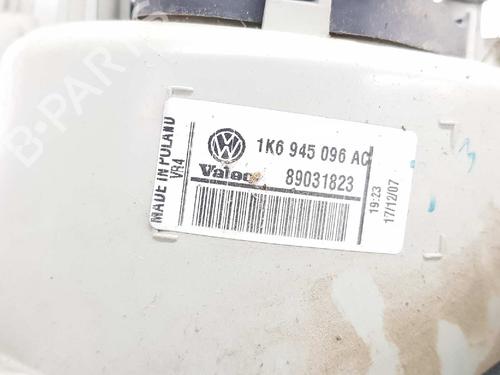 1K6 945 096 AC
Valeo
89031823
MADE IN POLAND
VR4
19:23
17/12/07
B-PARTS